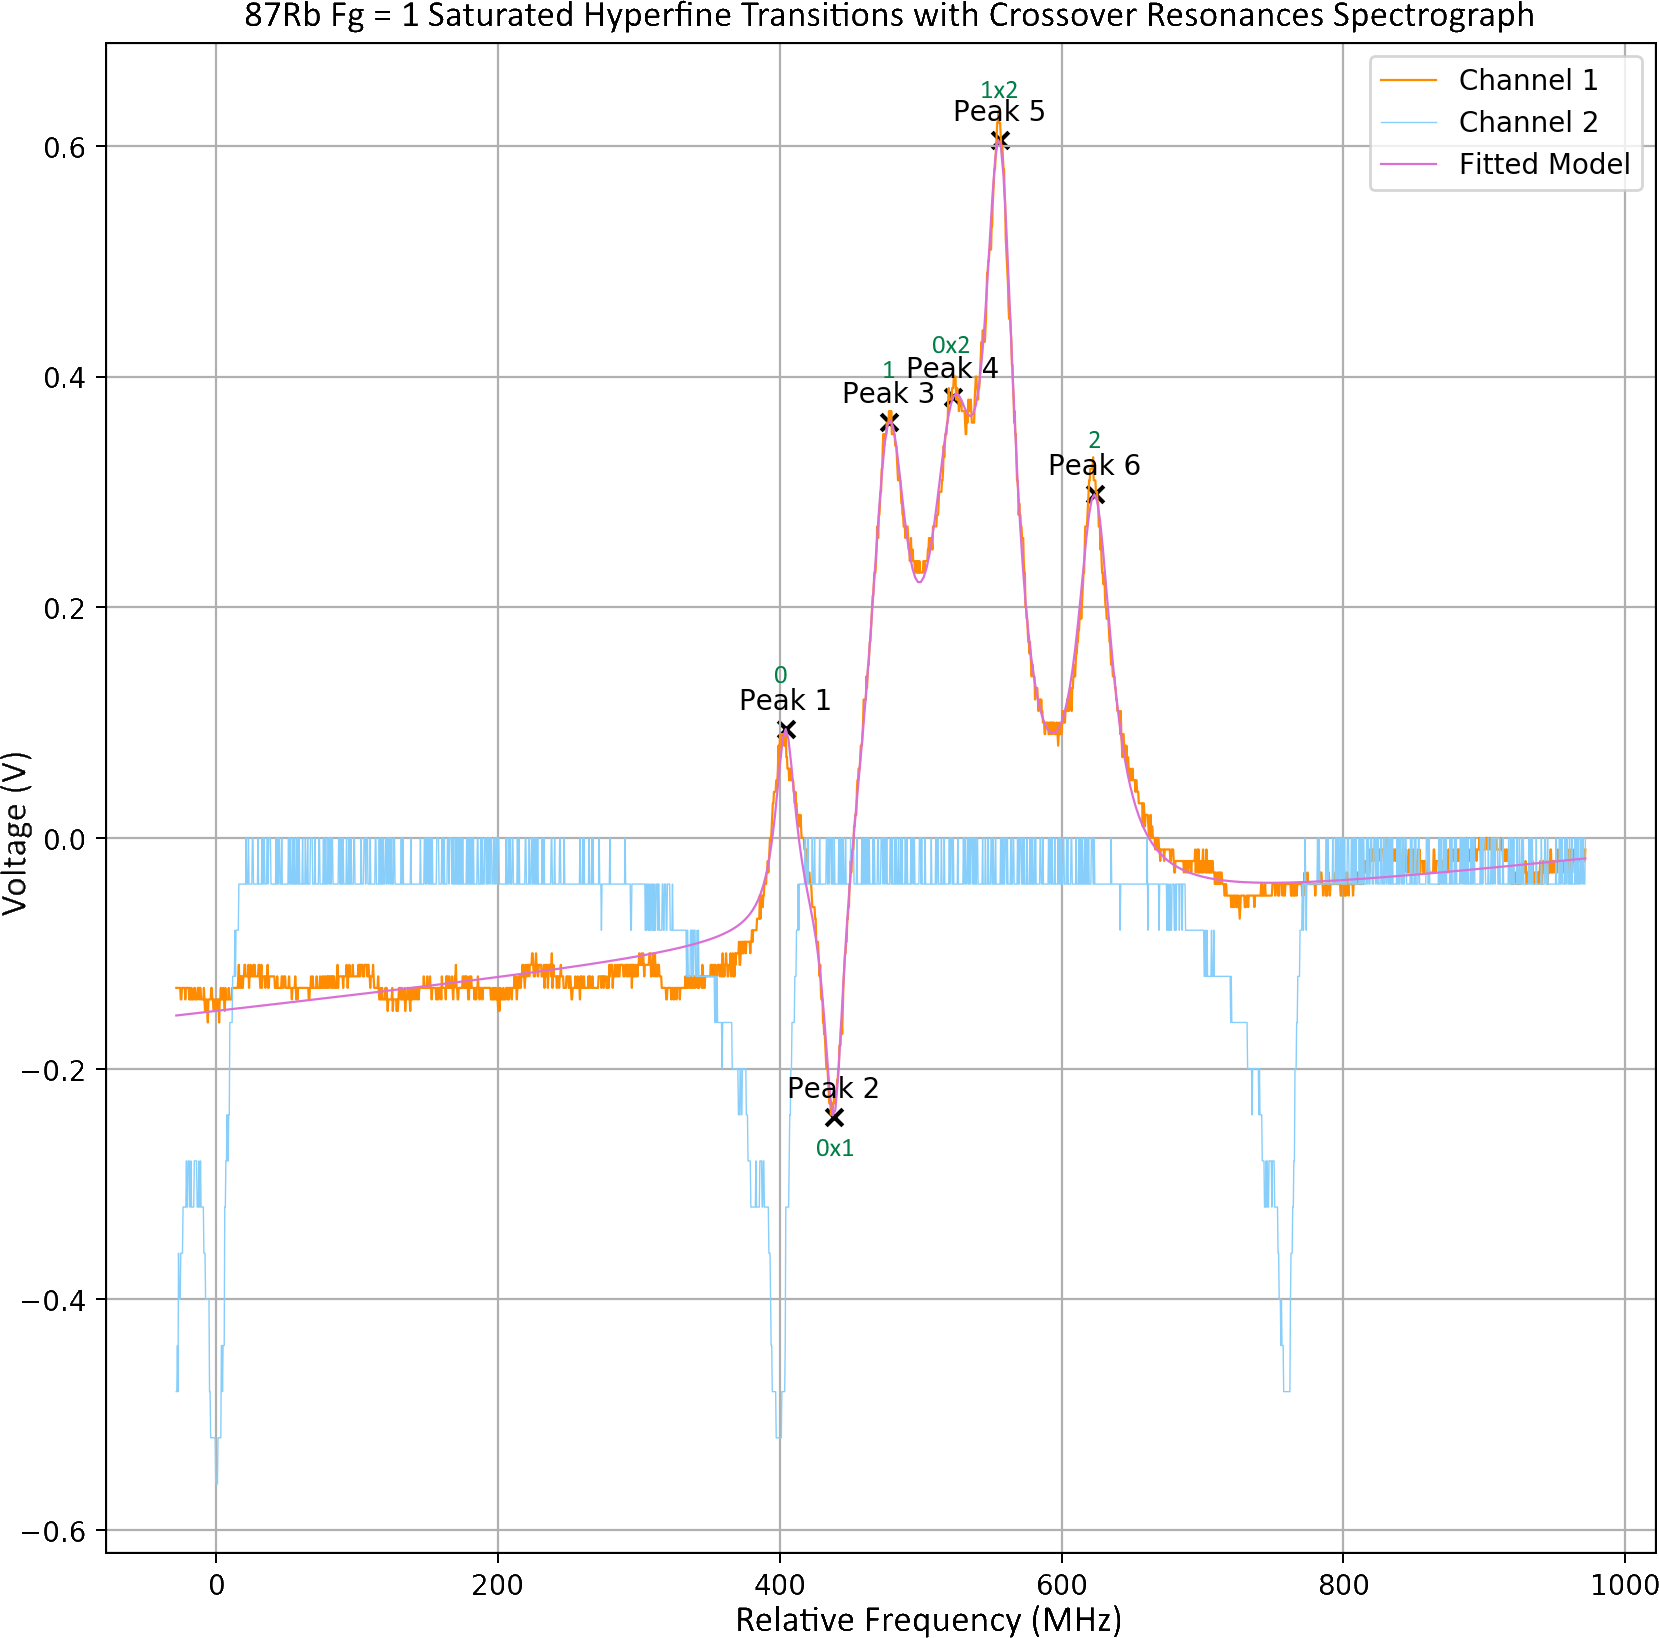 87Rb Fg = 1 Saturated Hyperfine Transitions with Crossover Resonances Spectrograph
Channel 1
Channel 2
Fitted Model
1x2
Peak 5
0x2
Peak 4
1
Peak 3
2
Peak 6
0
Peak 1
Peak 2
0x1
0.6
0.4
0.2
0.0
−0.2
−0.4
−0.6
Voltage (V)
0 200 400 600 800 1000
Relative Frequency (MHz)